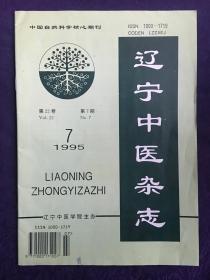 中国自然科学核心期刊
ISSN 1000-1719
CODEN LZZHEJ
辽宁中医杂志
第22卷 第7期
Vol. 22 No. 7
7
1995
LIAONING
ZHONGYIZAZHI
辽宁中医学院主办
ISSN 1000-1719